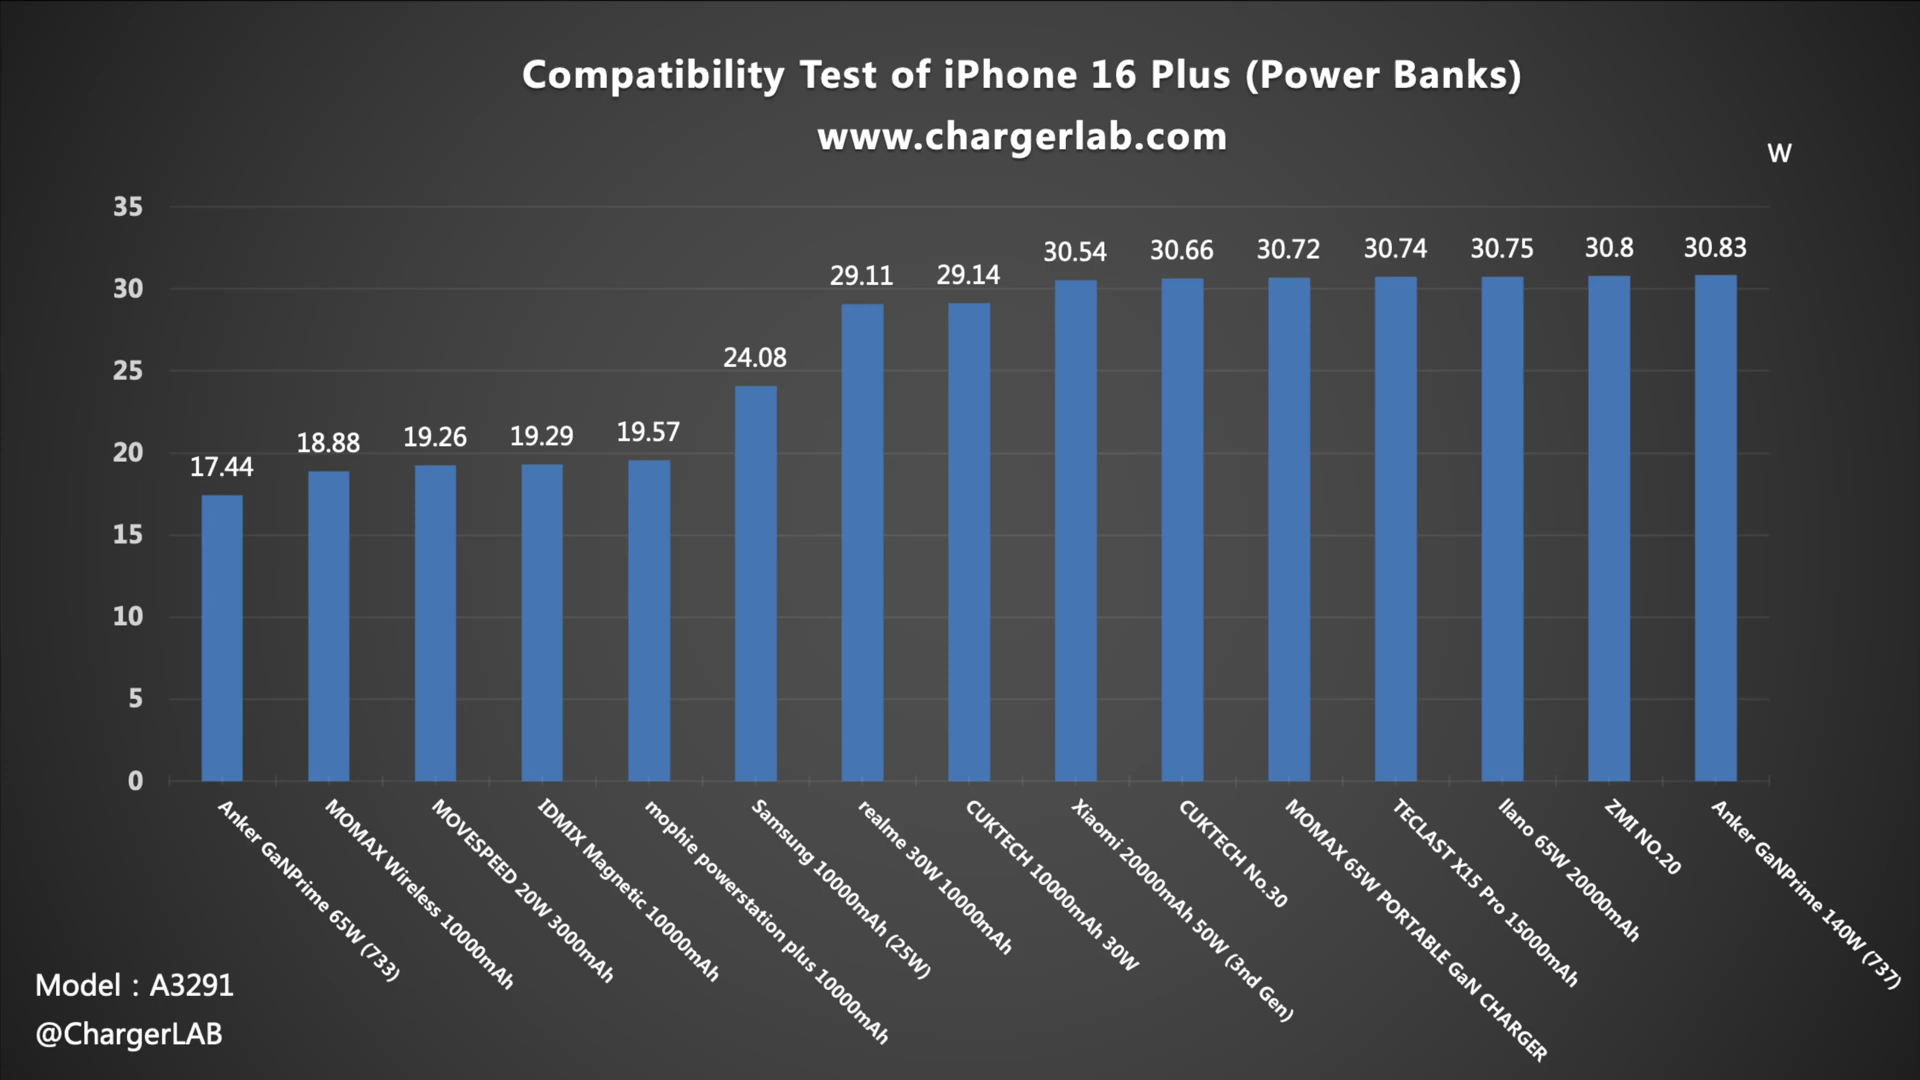 Compatibility Test of iPhone 16 Plus (Power Banks)
www.chargerlab.com
W
35
30
25
20
15
10
5
0
17.44
18.88
19.26
19.29
19.57
24.08
29.11
29.14
30.54
30.66
30.72
30.74
30.75
30.8
30.83
Anker GaNPrime 65W (733)
MOMAX Wireless 10000mAh
MOVESPEED 20W 3000mAh
IDMIX Magnetic 10000mAh
mophie powerstation plus 10000mAh
Samsung 10000mAh (25W)
realme 30W 10000mAh
CUKTECH 10000mAh 30W
Xiaomi 20000mAh 50W (3nd Gen)
CUKTECH No.30
MOMAX 65W PORTABLE GaN CHARGER
TECLAST X15 Pro 15000mAh
llano 65W 20000mAh
ZMI NO.20
Anker GaNPrime 140W (737)
Model : A3291
@ChargerLAB